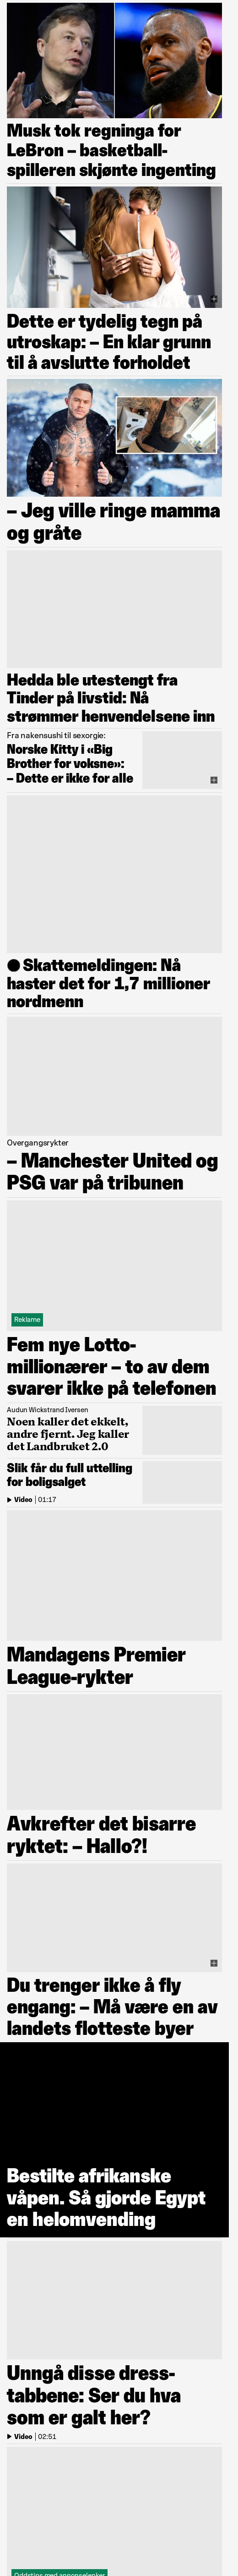 Musk tok regninga for
LeBron – basketball-
spilleren skjønte ingenting
Dette er tydelig tegn på
utroskap: – En klar grunn
til å avslutte forholdet
– Jeg ville ringe mamma
og gråte
Hedda ble utestengt fra
Tinder på livstid: Nå
strømmer henvendelsene inn
Fra nakensushi til sexorgie:
Norske Kitty i «Big
Brother for voksne»:
– Dette er ikke for alle
Skattemeldingen: Nå
haster det for 1,7 millioner
nordmenn
Overgangsrykter
– Manchester United og
PSG var på tribunen
Reklame
Fem nye Lotto-
millionærer – to av dem
svarer ikke på telefonen
Audun Wickstrand Iversen
Noen kaller det ekkelt,
andre fjernt. Jeg kaller
det Landbruket 2.0
Slik får du full uttelling
for boligsalget
Video | 01:17
Mandagens Premier
League-rykter
Avkrefter det bisarre
ryktet: – Hallo?!
Du trenger ikke å fly
engang: – Må være en av
landets flotteste byer
Bestilte afrikanske
våpen. Så gjorde Egypt
en helomvending
Unngå disse dress-
tabbene: Ser du hva
som er galt her?
Video | 02:51
Oddstips med annonselenker